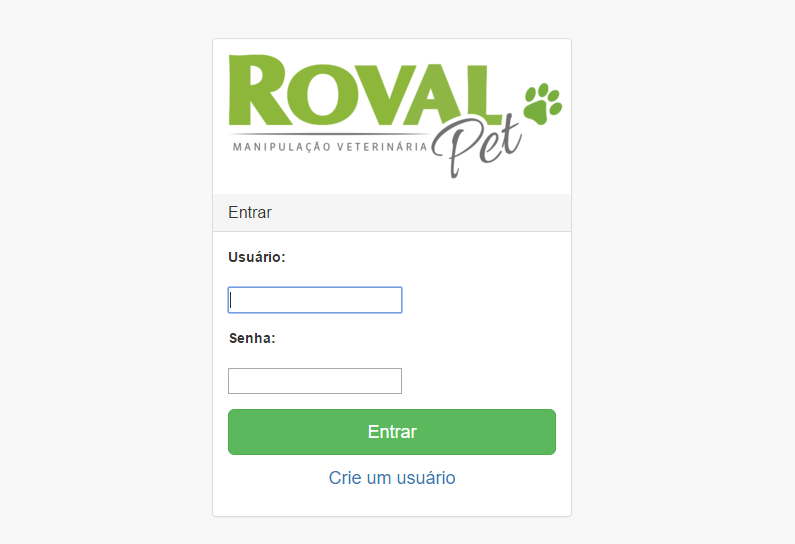 ROVAL
Pet
MANIPULAÇÃO VETERINÁRIA
Entrar
Usuário:
Senha:
Entrar
Crie um usuário